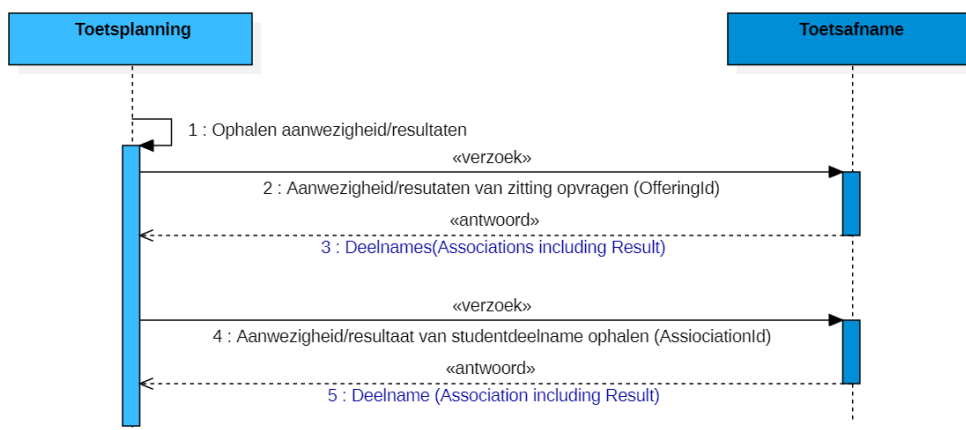 Toetsplanning
Toetsafname
1 : Ophalen aanwezigheid/resultaten
«verzoek»
2 : Aanwezigheid/resutaten van zitting opvragen (OfferingId)
«antwoord»
3 : Deelnames(Associations including Result)
«verzoek»
4 : Aanwezigheid/resultaat van studentdeelname ophalen (AssiociationId)
«antwoord»
5 : Deelname (Association including Result)